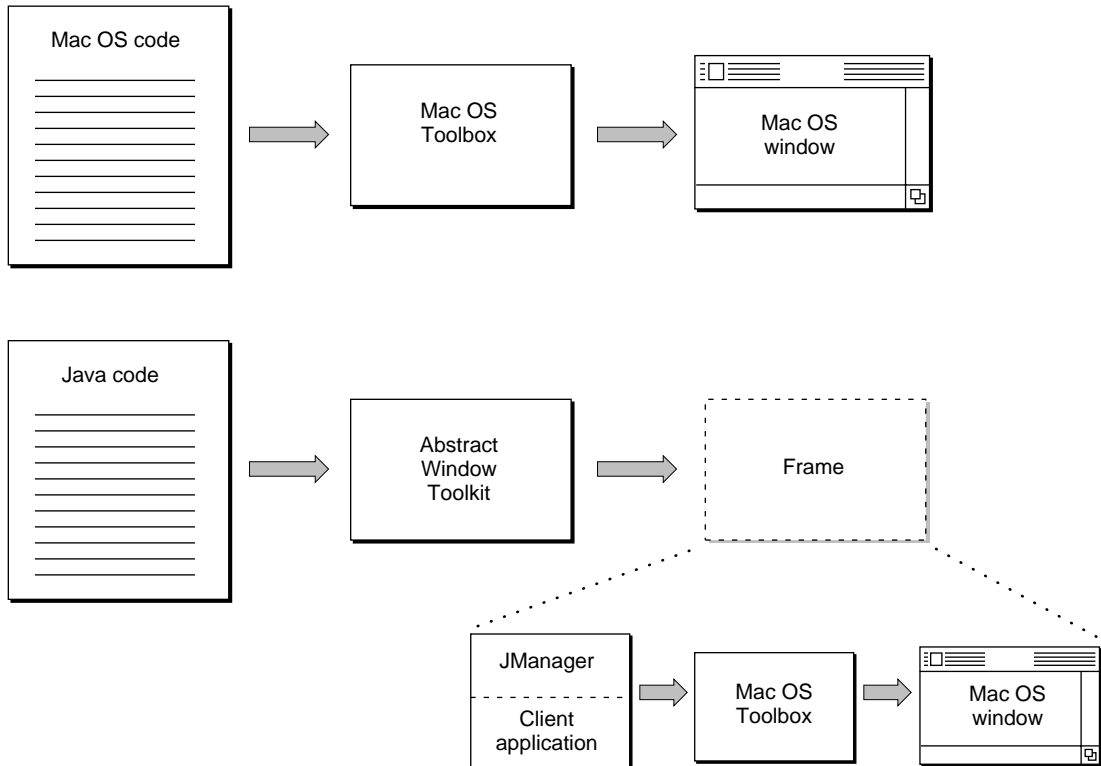 Mac OS code
Mac OS
Toolbox
Mac OS
window
Java code
Abstract
Window
Toolkit
Frame
JManager
Client
application
Mac OS
Toolbox
Mac OS
window